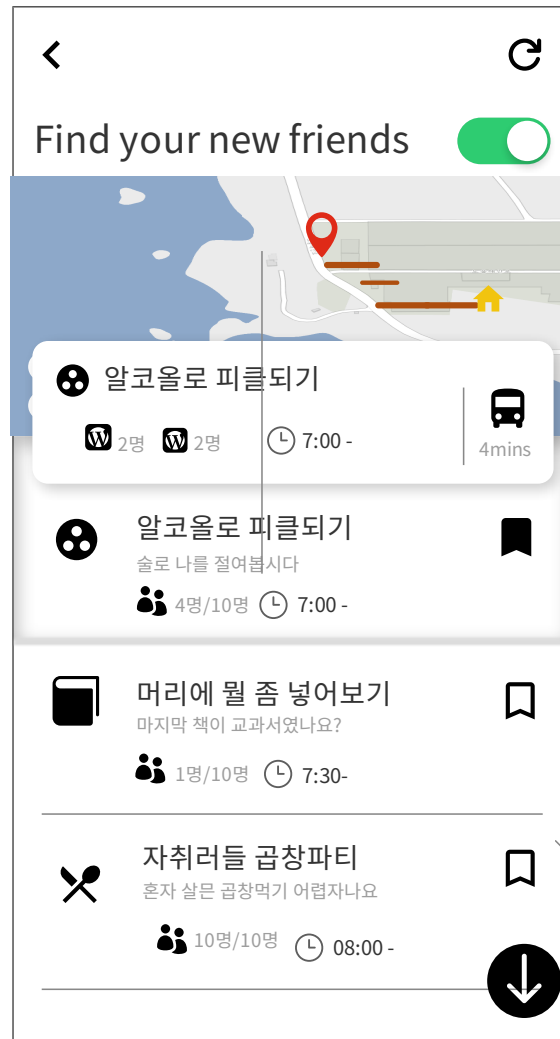 Find your new friends
알코올로 피클되기
2명 2명 7:00 -
4mins
알코올로 피클되기
술로 나를 절여봅시다
4명/10명 7:00 -
머리에 뭘 좀 넣어보기
마지막 책이 교과서였나요?
1명/10명 7:30-
자취러들 곱창파티
혼자 살믄 곱창먹기 어렵자나요
10명/10명 08:00 -